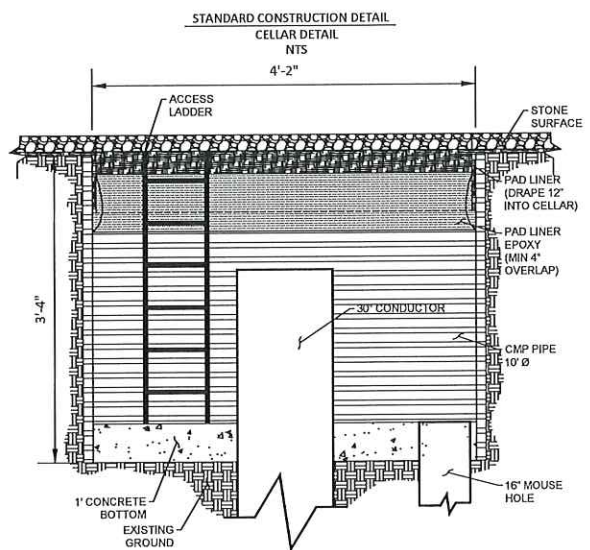 STANDARD CONSTRUCTION DETAIL
CELLAR DETAIL
NTS
4'-2"
ACCESS
LADDER
STONE
SURFACE
PAD LINER
(DRAPE 12"
INTO CELLAR)
PAD LINER
EPOXY
(MIN 4"
OVERLAP)
3'-4"
30" CONDUCTOR
CMP PIPE
10' Ø
1' CONCRETE
BOTTOM
EXISTING
GROUND
16" MOUSE
HOLE